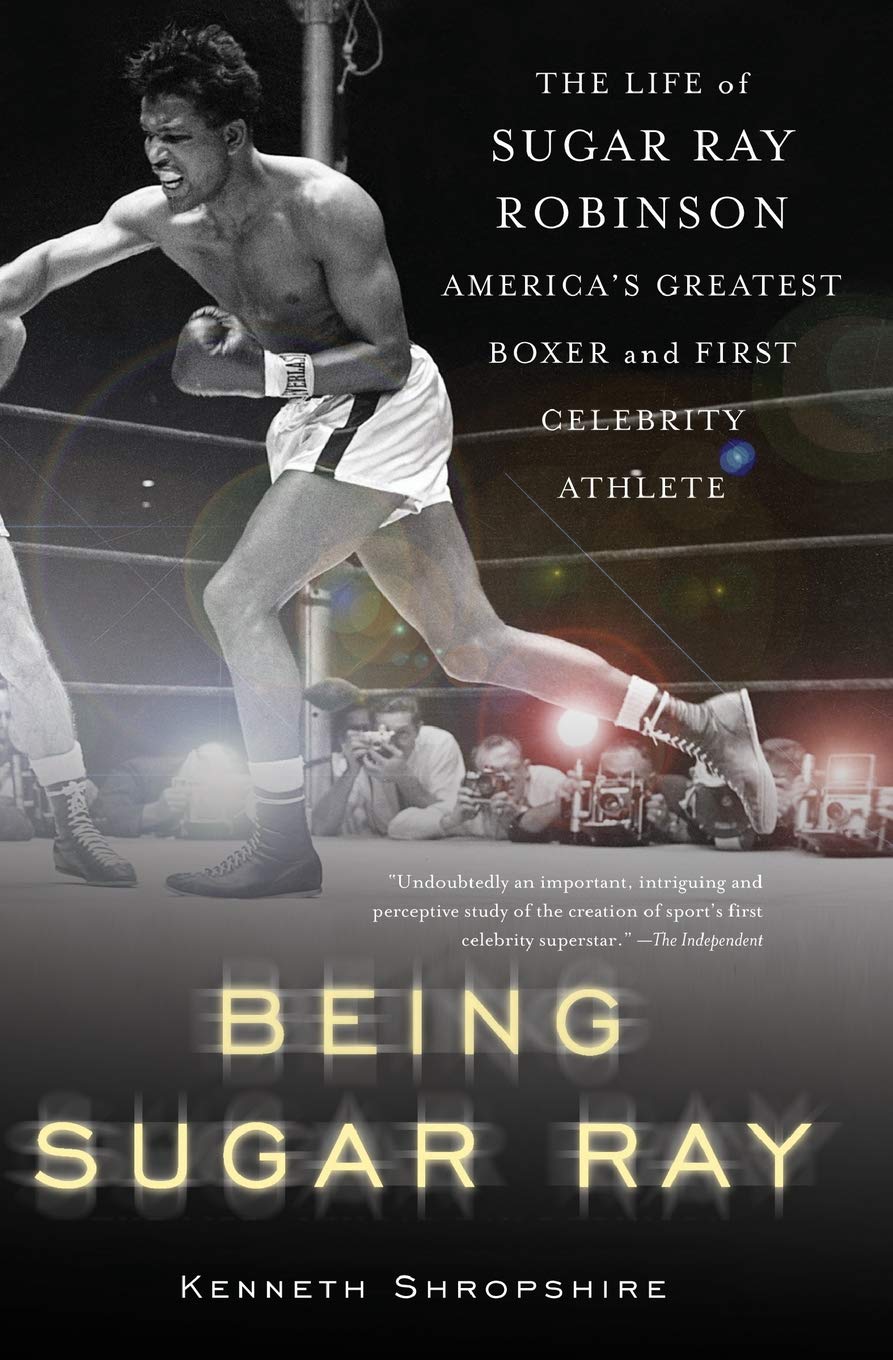 THE LIFE of
SUGAR RAY
ROBINSON
AMERICA'S GREATEST
BOXER and FIRST
CELEBRITY
ATHLETE
EVERLAST
"Undoubtedly an important, intriguing and
perceptive study of the creation of sport's first
celebrity superstar." —The Independent
BEING
SUGAR RAY
KENNETH SHROPSHIRE